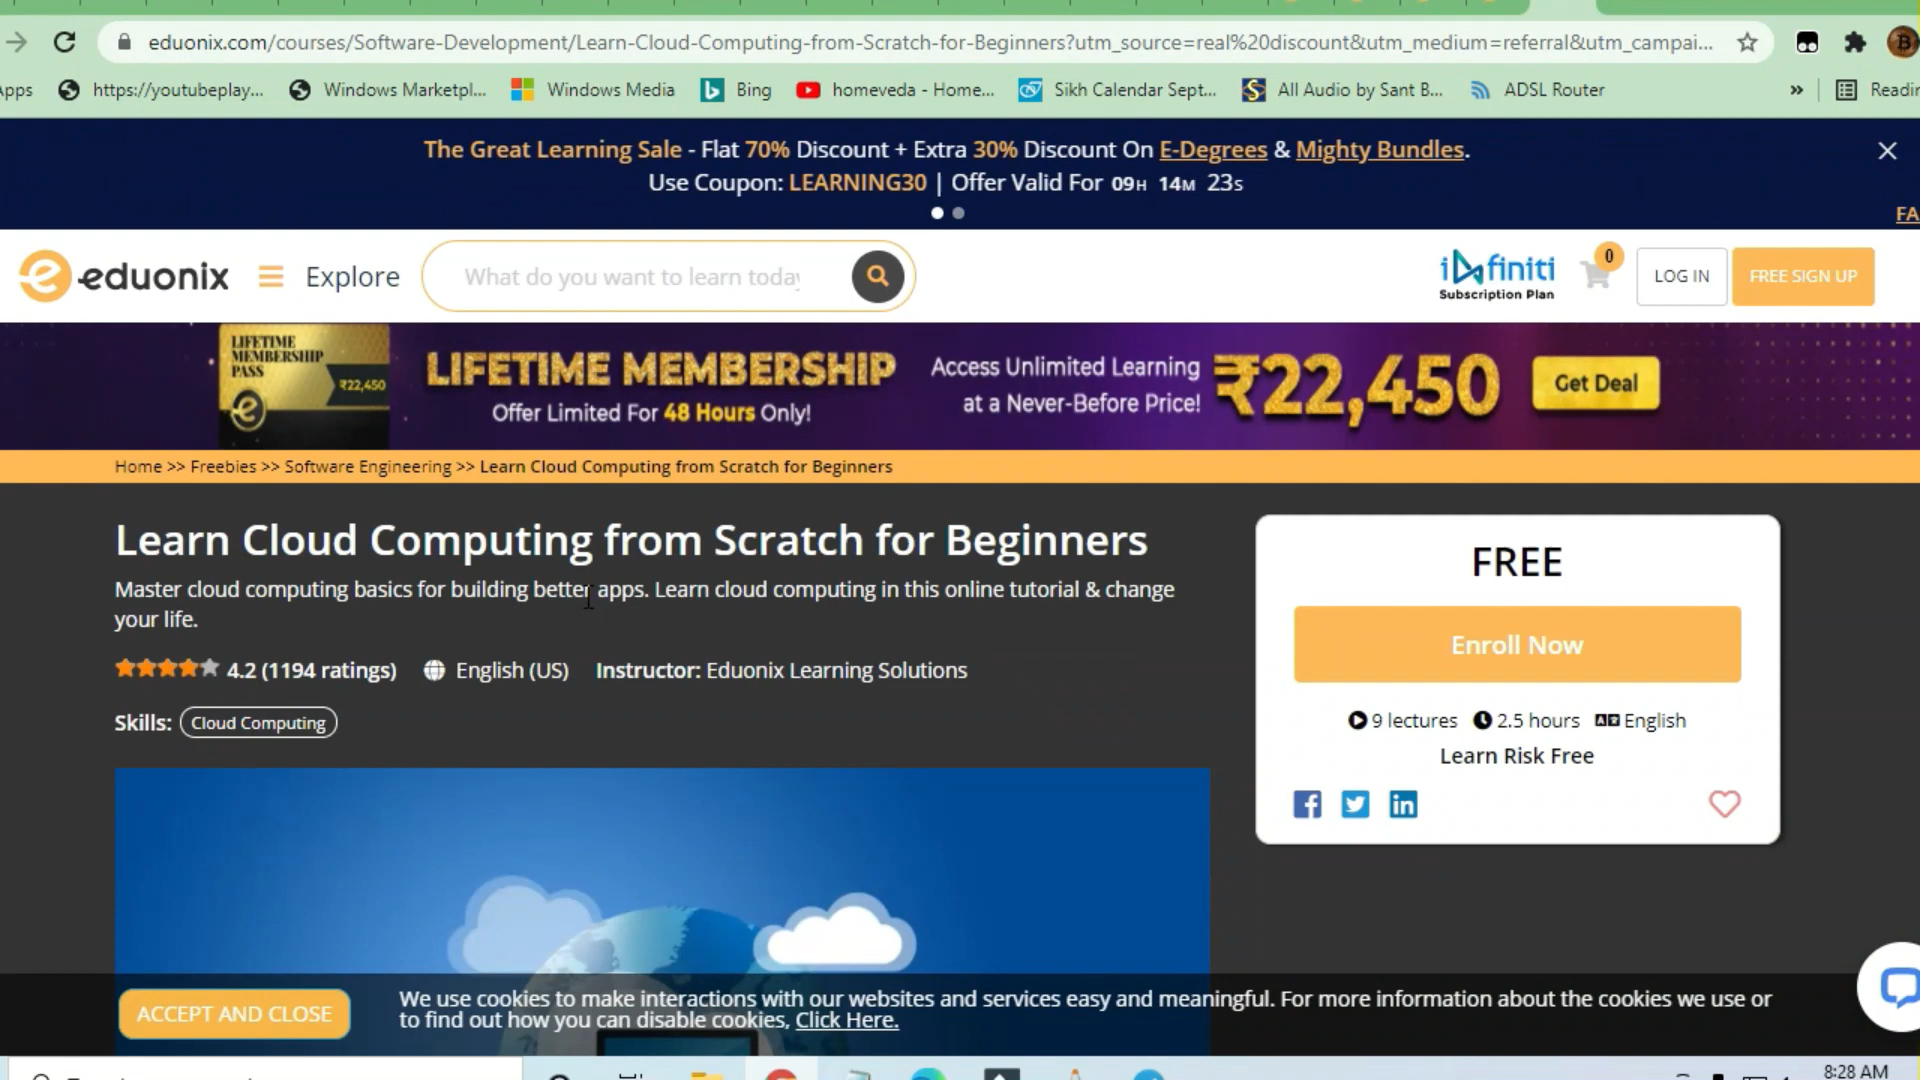 eduonix.com/courses/Software-Development/Learn-Cloud-Computing-from-Scratch-for-Beginners?utm_source=real%20discount&utm_medium=referral&utm_campai...
https://youtubeplay... Windows Marketpl... Windows Media Bing homeveda - Home... Sikh Calendar Sept... All Audio by Sant B... ADSL Router »
The Great Learning Sale - Flat 70% Discount + Extra 30% Discount On E-Degrees & Mighty Bundles.
Use Coupon: LEARNING30 | Offer Valid For 09H 14M 23s
FA
eduonix Explore What do you want to learn today infiniti Subscription Plan 0 LOG IN FREE SIGN UP
LIFETIME
MEMBERSHIP
PASS
₹22,450
LIFETIME MEMBERSHIP
Offer Limited For 48 Hours Only!
Access Unlimited Learning
at a Never-Before Price!
₹22,450
Get Deal
Home >> Freebies >> Software Engineering >> Learn Cloud Computing from Scratch for Beginners
Learn Cloud Computing from Scratch for Beginners
Master cloud computing basics for building better apps. Learn cloud computing in this online tutorial & change
your life.
4.2 (1194 ratings) English (US) Instructor: Eduonix Learning Solutions
Skills: Cloud Computing
FREE
Enroll Now
9 lectures 2.5 hours English
Learn Risk Free
ACCEPT AND CLOSE
We use cookies to make interactions with our websites and services easy and meaningful. For more information about the cookies we use or
to find out how you can disable cookies, Click Here.
8:28 AM